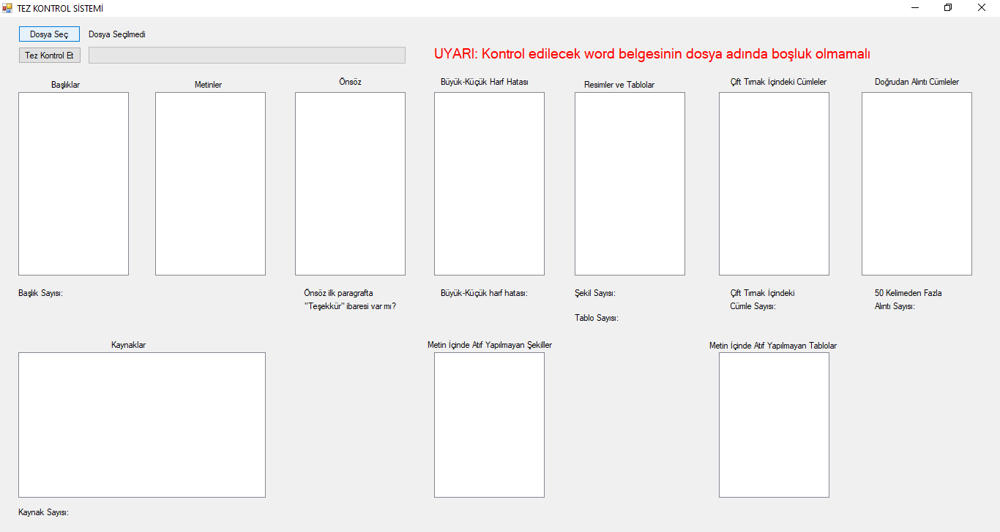 TEZ KONTROL SİSTEMİ
Dosya Seç
Dosya Seçilmedi
Tez Kontrol Et
UYARI: Kontrol edilecek word belgesinin dosya adında boşluk olmamalı
Başlıklar
Metinler
Önsöz
Büyük-Küçük Harf Hatası
Resimler ve Tablolar
Çift Tırnak İçindeki Cümleler
Doğrudan Alıntı Cümleler
Başlık Sayısı:
Önsöz ilk paragrafta
"Teşekkür" ibaresi var mı?
Büyük-Küçük harf hatası:
Şekil Sayısı:
Tablo Sayısı:
Çift Tırnak İçindeki
Cümle Sayısı:
50 Kelimeden Fazla
Alıntı Sayısı:
Kaynaklar
Metin İçinde Atıf Yapılmayan Şekiller
Metin İçinde Atıf Yapılmayan Tablolar
Kaynak Sayısı: